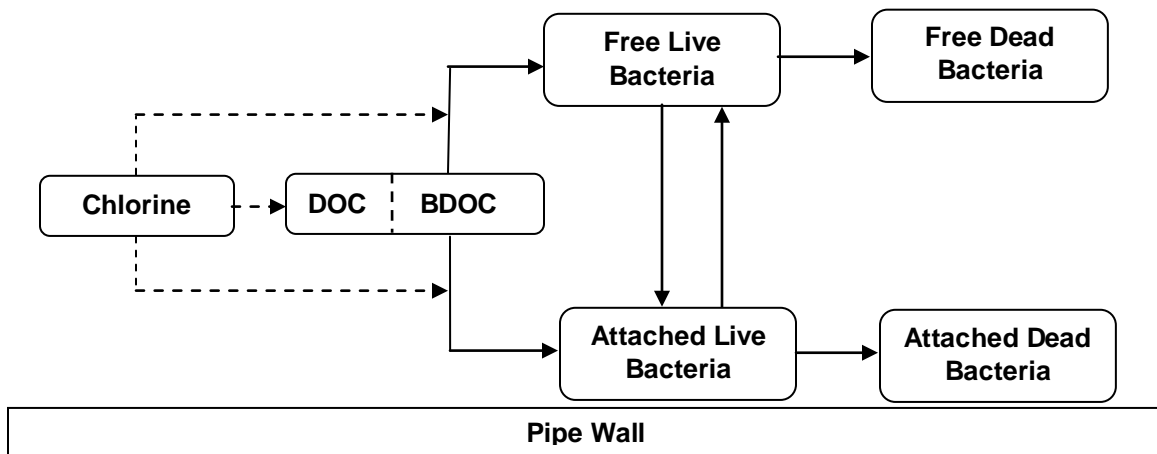 Free Live
Bacteria
Free Dead
Bacteria
Chlorine
DOC
BDOC
Attached Live
Bacteria
Attached Dead
Bacteria
Pipe Wall